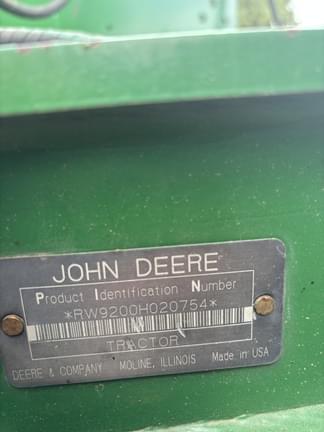 JOHN DEERE
Product Identification Number
*RW9200H020754*
TRACTOR
DEERE & COMPANY MOLINE, ILLINOIS Made in USA